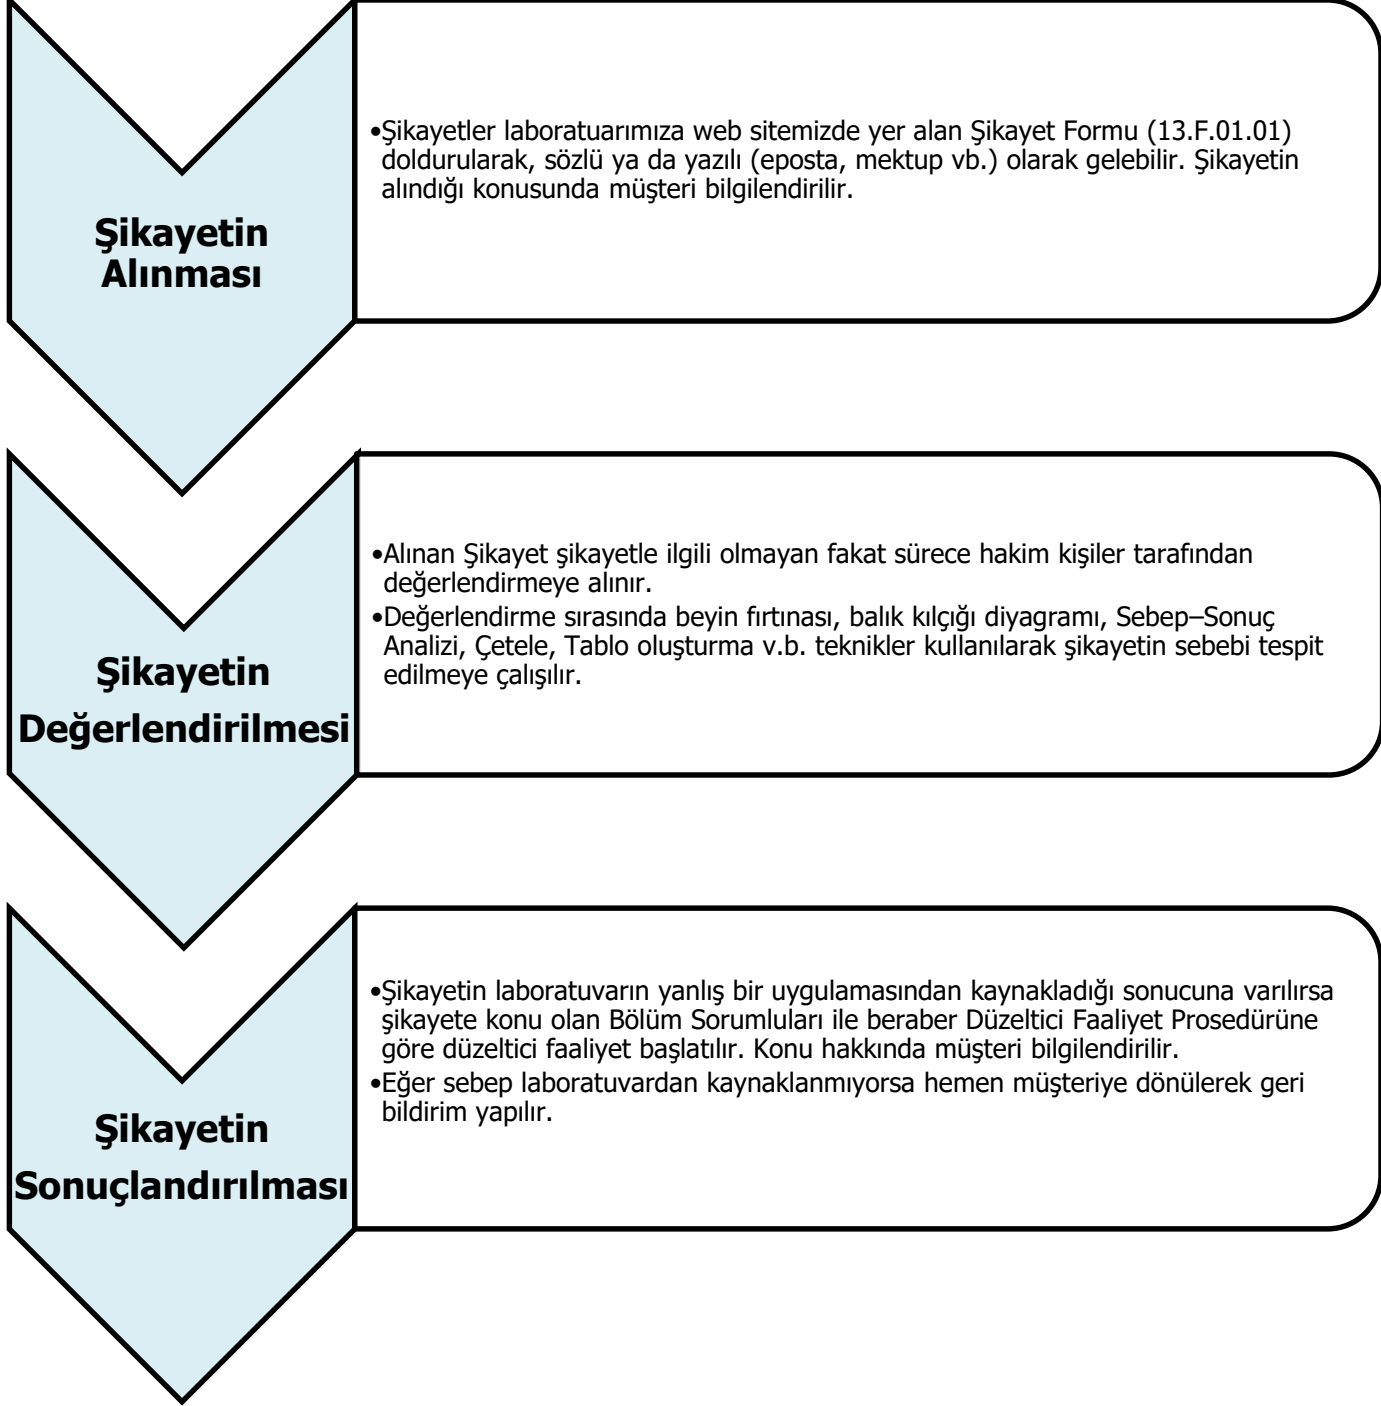 Şikayetin
Alınması
•Şikayetler laboratuarımıza web sitemizde yer alan Şikayet Formu (13.F.01.01)
doldurularak, sözlü ya da yazılı (eposta, mektup vb.) olarak gelebilir. Şikayetin
alındığı konusunda müşteri bilgilendirilir.
Şikayetin
Değerlendirilmesi
•Alınan Şikayet şikayetle ilgili olmayan fakat sürece hakim kişiler tarafından
değerlendirmeye alınır.
•Değerlendirme sırasında beyin fırtınası, balık kılçığı diyagramı, Sebep–Sonuç
Analizi, Çetele, Tablo oluşturma v.b. teknikler kullanılarak şikayetin sebebi tespit
edilmeye çalışılır.
Şikayetin
Sonuçlandırılması
•Şikayetin laboratuvarın yanlış bir uygulamasından kaynakladığı sonucuna varılırsa
şikayete konu olan Bölüm Sorumluları ile beraber Düzeltici Faaliyet Prosedürüne
göre düzeltici faaliyet başlatılır. Konu hakkında müşteri bilgilendirilir.
•Eğer sebep laboratuvardan kaynaklanmıyorsa hemen müşteriye dönülerek geri
bildirim yapılır.